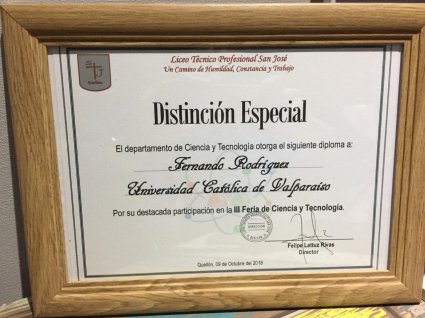 Liceo Técnico Profesional San José
Un Camino de Humildad, Constancia y Trabajo
Distinción Especial
El departamento de Ciencia y Tecnología otorga el siguiente diploma a:
Fernando Rodríguez
Universidad Católica de Valparaíso
Por su destacada participación en la III Feria de Ciencia y Tecnología.
DIRECCION
Felipe Lattuz Rivas
Director
Quellón, 09 de Octubre del 2018